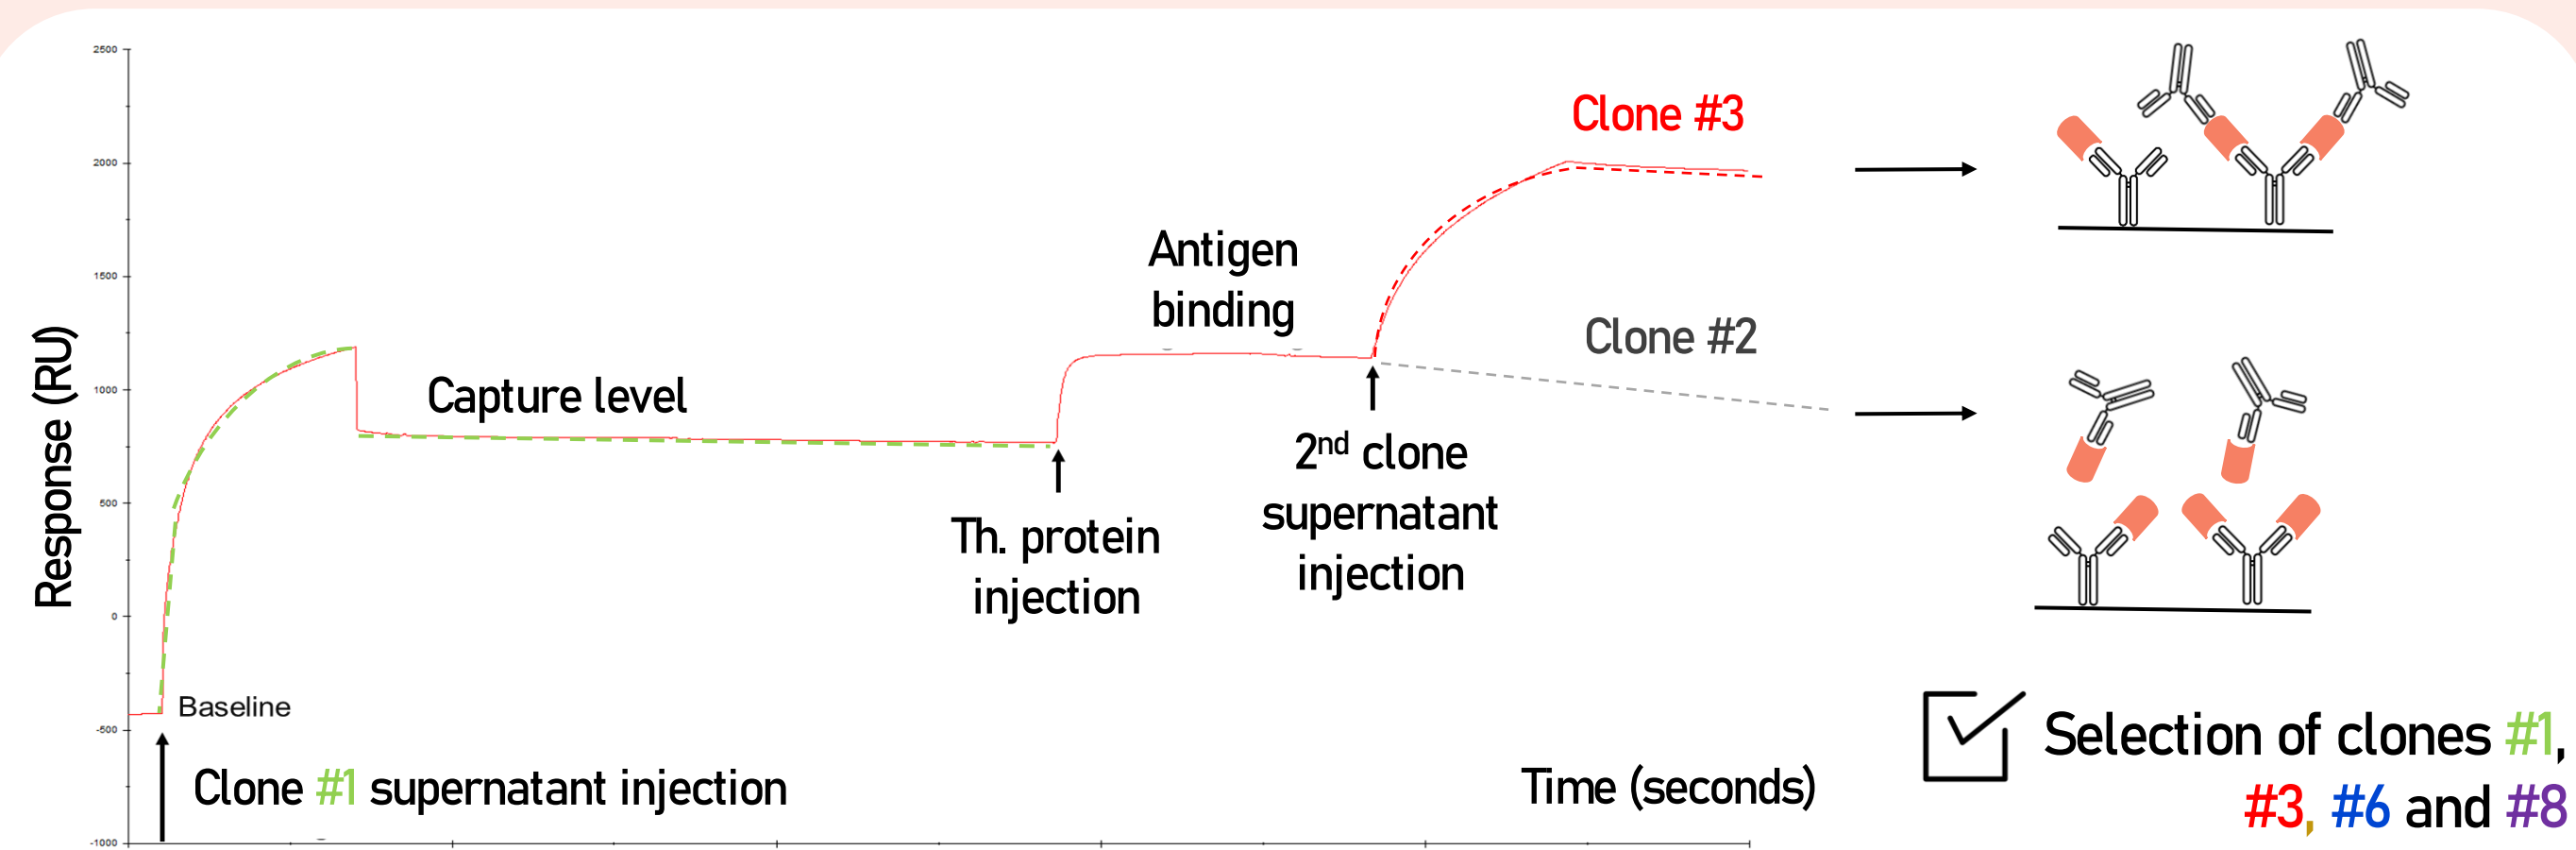 2500
2000
1500
1000
500
0
-500
-1000
Response (RU)
Baseline
Clone #1 supernatant injection
Capture level
Th. protein
injection
Antigen
binding
2nd clone
supernatant
injection
Clone #3
Clone #2
Time (seconds)
Selection of clones #1,
#3, #6 and #8